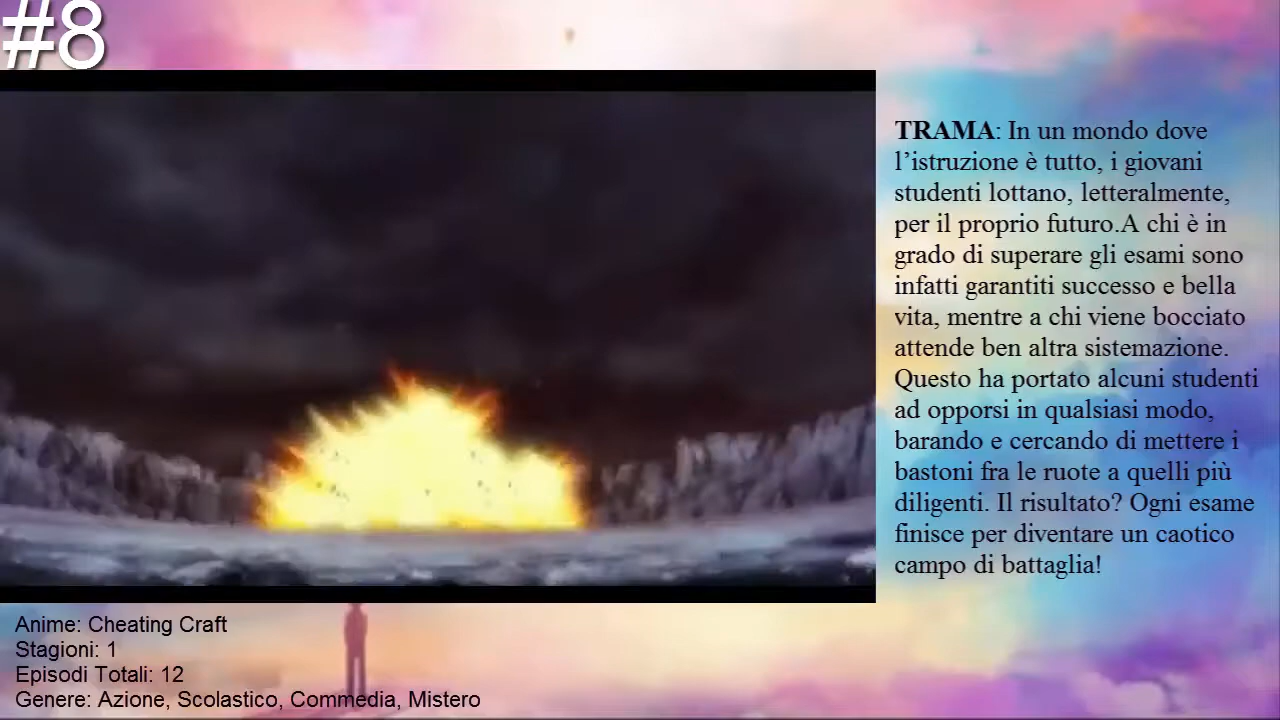 #8
TRAMA: In un mondo dove
l'istruzione è tutto, i giovani
studenti lottano, letteralmente,
per il proprio futuro.A chi è in
grado di superare gli esami sono
infatti garantiti successo e bella
vita, mentre a chi viene bocciato
attende ben altra sistemazione.
Questo ha portato alcuni studenti
ad opporsi in qualsiasi modo,
barando e cercando di mettere i
bastoni fra le ruote a quelli più
diligenti. Il risultato? Ogni esame
finisce per diventare un caotico
campo di battaglia!
Anime: Cheating Craft
Stagioni: 1
Episodi Totali: 12
Genere: Azione, Scolastico, Commedia, Mistero